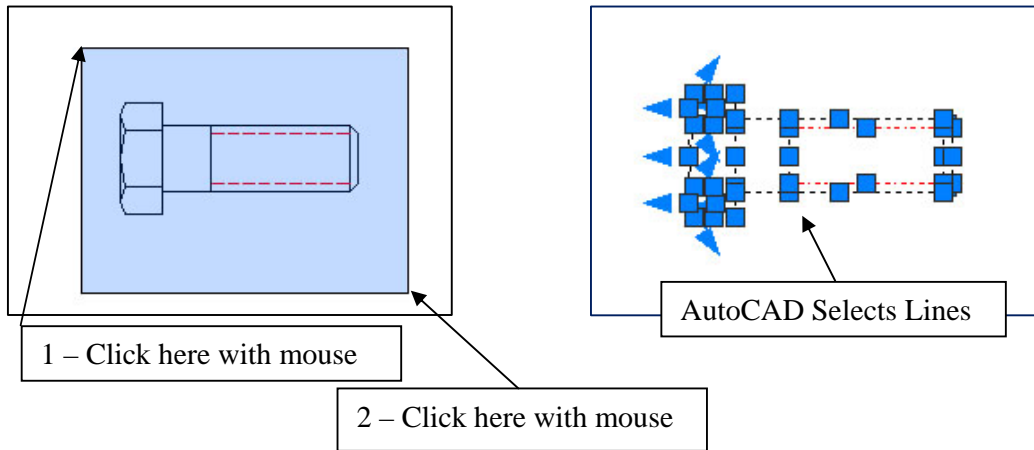 AutoCAD Selects Lines
1 – Click here with mouse
2 – Click here with mouse